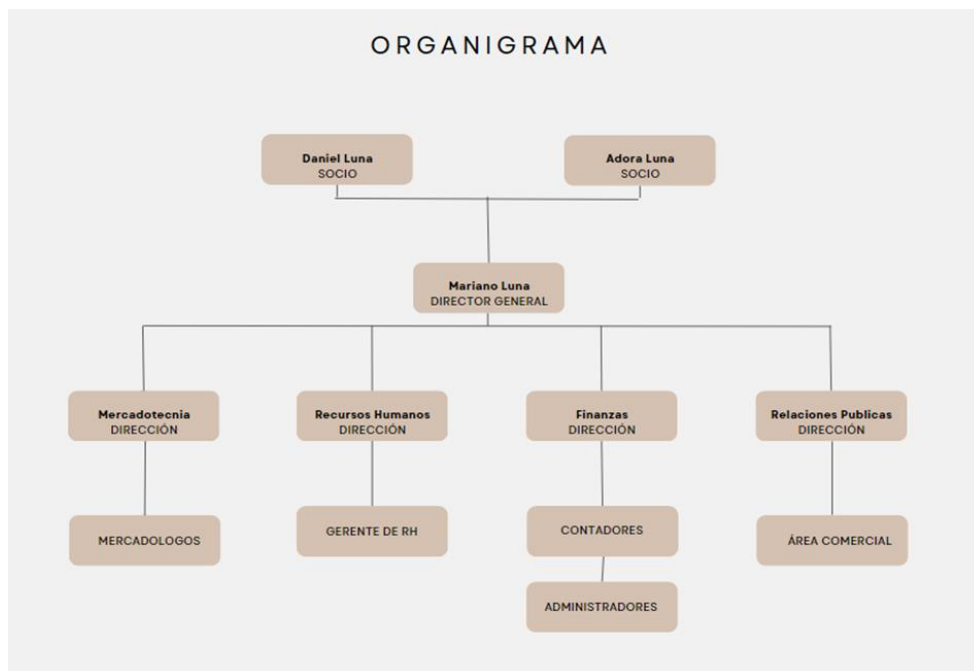 ORGANIGRAMA
Daniel Luna
SOCIO
Adora Luna
SOCIO
Mariano Luna
DIRECTOR GENERAL
Mercadotecnia
DIRECCIÓN
Recursos Humanos
DIRECCIÓN
Finanzas
DIRECCIÓN
Relaciones Publicas
DIRECCIÓN
MERCADOLOGOS
GERENTE DE RH
CONTADORES
ÁREA COMERCIAL
ADMINISTRADORES